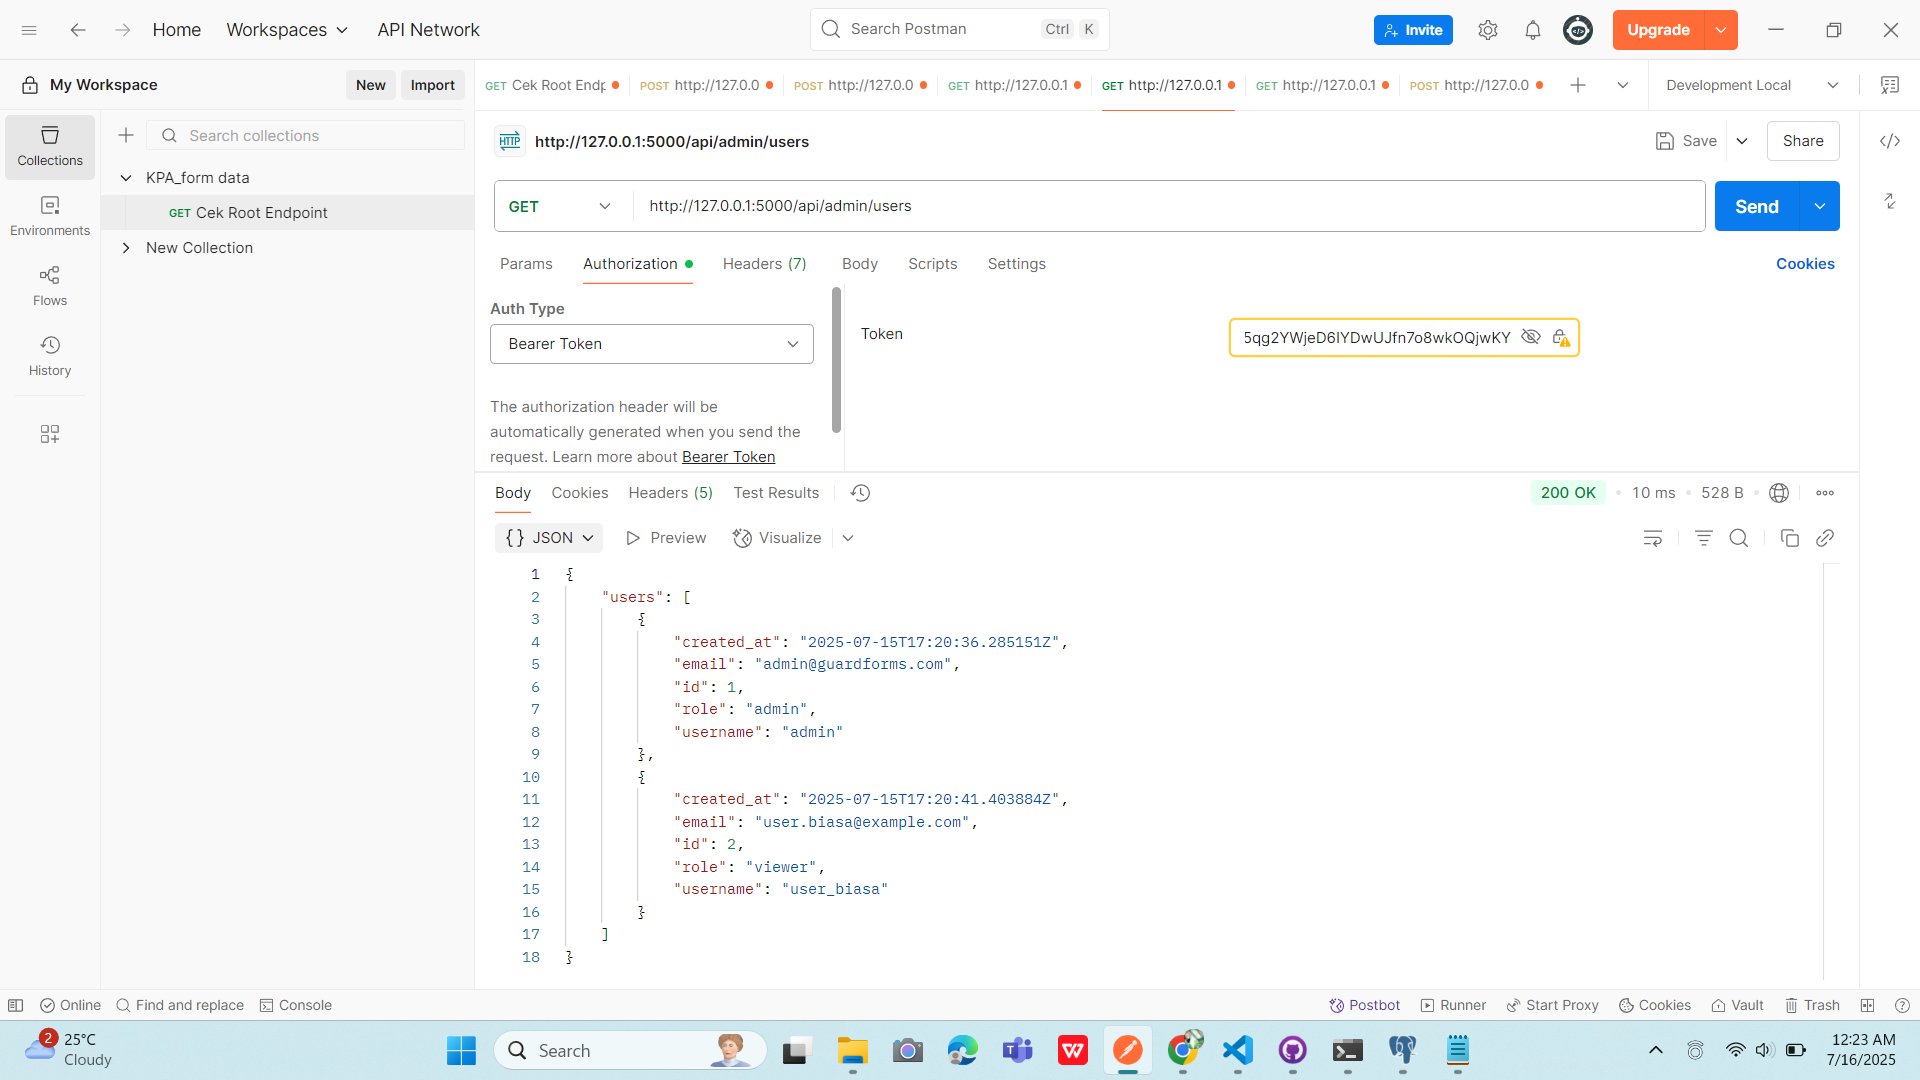 Home
Workspaces
API Network
Search Postman
Ctrl K
Invite
Upgrade
My Workspace
New
Import
GET Cek Root Endp
POST http://127.0.0
POST http://127.0.0
GET http://127.0.0.1
GET http://127.0.0.1
GET http://127.0.0.1
POST http://127.0.0
Development Local
Collections
Environments
Flows
History
Search collections
KPA_form data
GET Cek Root Endpoint
New Collection
HTTP http://127.0.0.1:5000/api/admin/users
Save
Share
GET
http://127.0.0.1:5000/api/admin/users
Send
Params
Authorization
Headers (7)
Body
Scripts
Settings
Cookies
Auth Type
Bearer Token
The authorization header will be
automatically generated when you send the
request. Learn more about Bearer Token
Token
5qg2YWjeD6IYDwUJfn7o8wkOQjwKY
Body
Cookies
Headers (5)
Test Results
200 OK
10 ms
528 B
{} JSON
Preview
Visualize
1 {
2 "users": [
3 {
4 "created_at": "2025-07-15T17:20:36.285151Z",
5 "email": "admin@guardforms.com",
6 "id": 1,
7 "role": "admin",
8 "username": "admin"
9 },
10 {
11 "created_at": "2025-07-15T17:20:41.403884Z",
12 "email": "user.biasa@example.com",
13 "id": 2,
14 "role": "viewer",
15 "username": "user_biasa"
16 }
17 ]
18 }
Online
Find and replace
Console
Postbot
Runner
Start Proxy
Cookies
Vault
Trash
2
25°C
Cloudy
Search
12:23 AM
7/16/2025